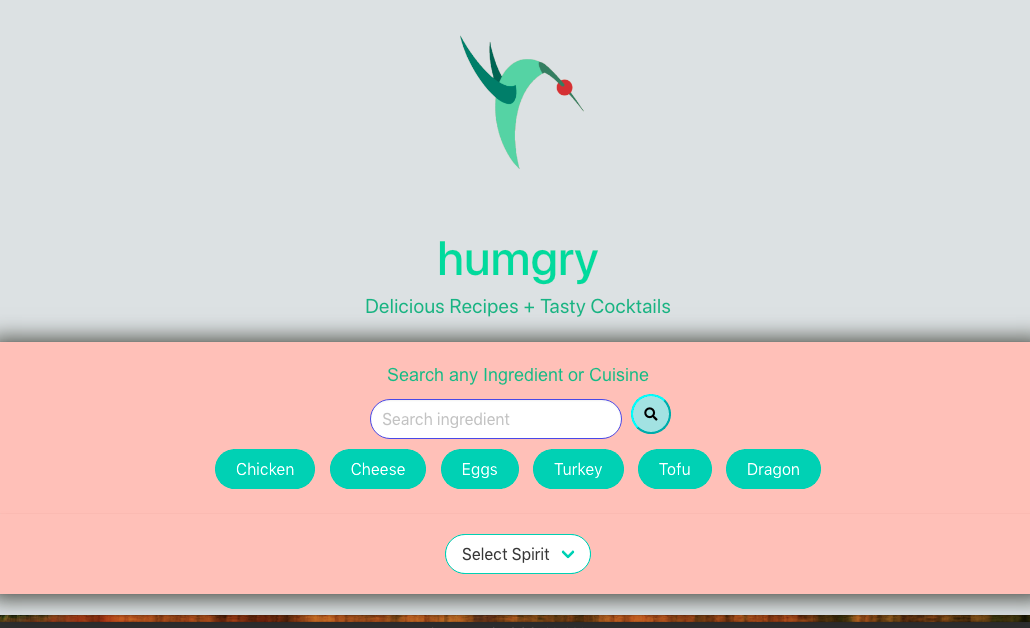 humgry
Delicious Recipes + Tasty Cocktails
Search any Ingredient or Cuisine
Search ingredient
Chicken Cheese Eggs Turkey Tofu Dragon
Select Spirit